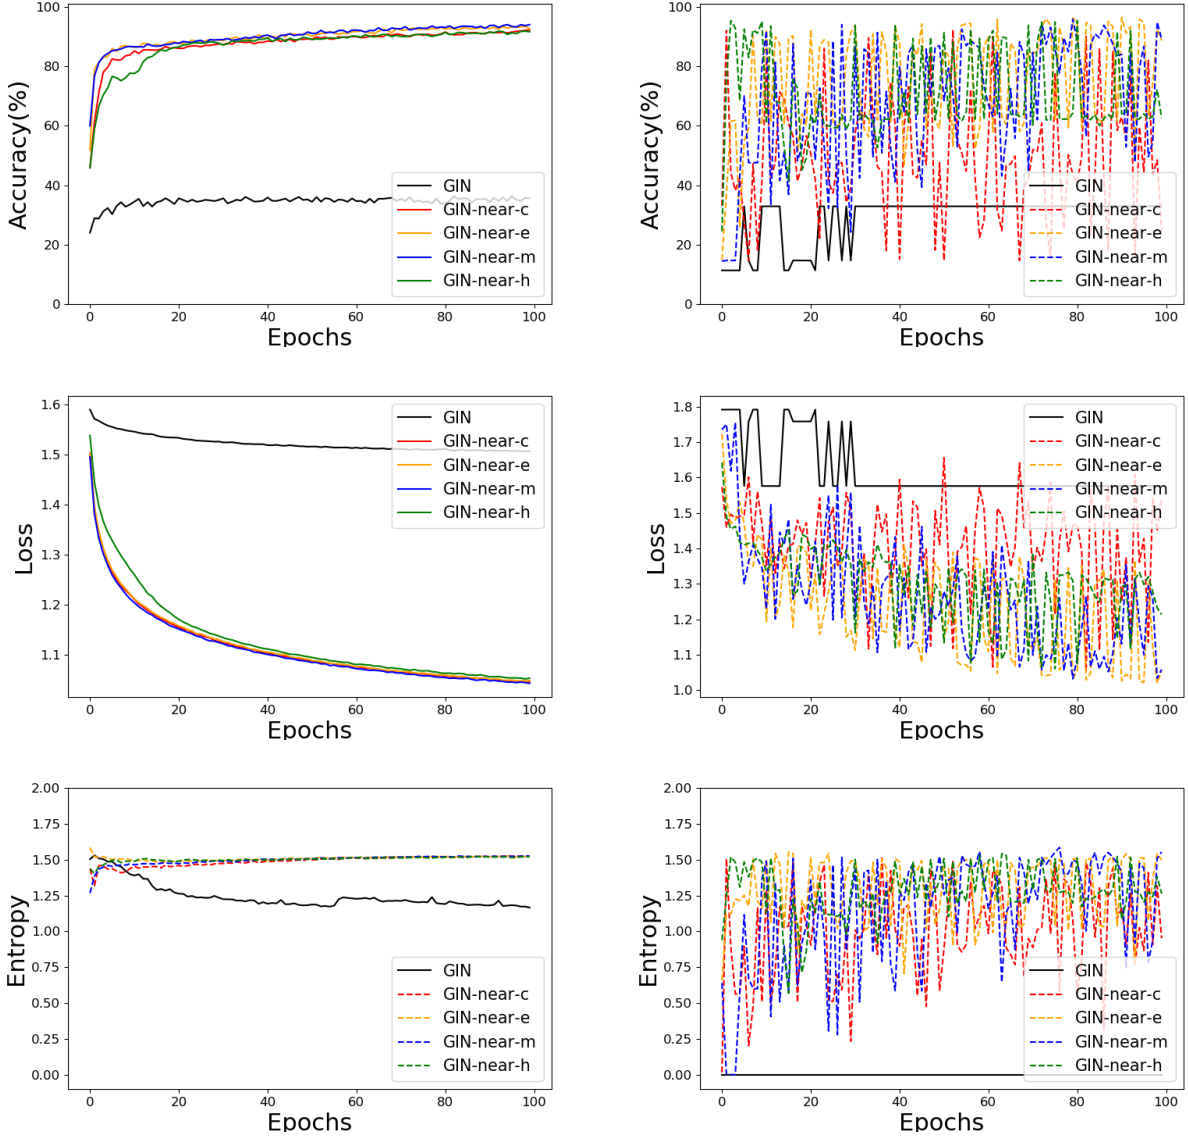 100
80
60
40
20
0
Accuracy(%)
GIN
GIN-near-c
GIN-near-e
GIN-near-m
GIN-near-h
0 20 40 60 80 100
Epochs
100
80
60
40
20
0
Accuracy(%)
GIN
GIN-near-c
GIN-near-e
GIN-near-m
GIN-near-h
0 20 40 60 80 100
Epochs
1.6
1.5
1.4
1.3
1.2
1.1
Loss
GIN
GIN-near-c
GIN-near-e
GIN-near-m
GIN-near-h
0 20 40 60 80 100
Epochs
1.8
1.7
1.6
1.5
1.4
1.3
1.2
1.1
1.0
Loss
GIN
GIN-near-c
GIN-near-e
GIN-near-m
GIN-near-h
0 20 40 60 80 100
Epochs
2.00
1.75
1.50
1.25
1.00
0.75
0.50
0.25
0.00
Entropy
GIN
GIN-near-c
GIN-near-e
GIN-near-m
GIN-near-h
0 20 40 60 80 100
Epochs
2.00
1.75
1.50
1.25
1.00
0.75
0.50
0.25
0.00
Entropy
GIN
GIN-near-c
GIN-near-e
GIN-near-m
GIN-near-h
0 20 40 60 80 100
Epochs